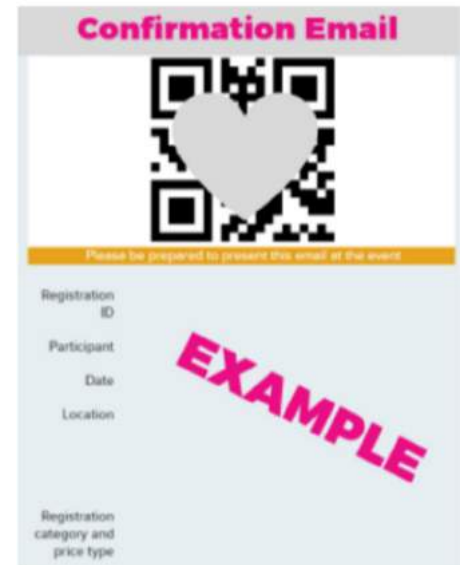 Confirmation Email
Please be prepared to present this email at the event
Registration
ID
Participant
Date
Location
EXAMPLE
Registration
category and
price type